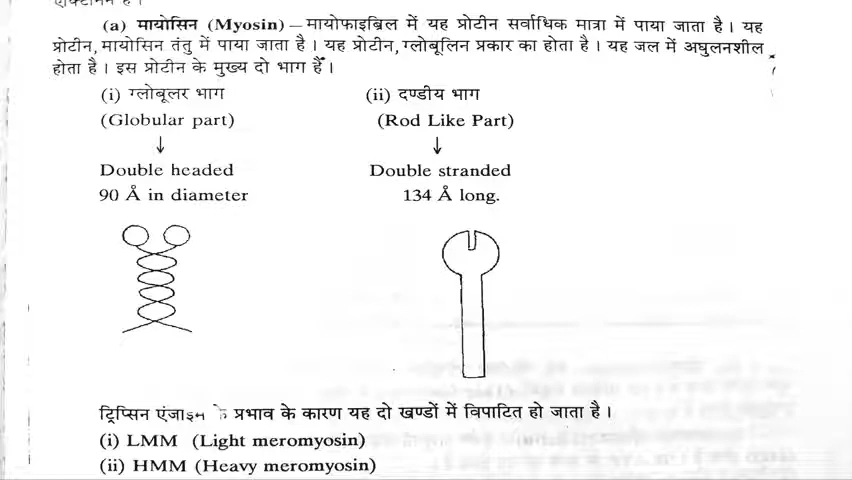 (a) मायोसिन (Myosin) – मायोफाइब्रिल में यह प्रोटीन सर्वाधिक मात्रा में पाया जाता है। यह
प्रोटीन, मायोसिन तंतु में पाया जाता है। यह प्रोटीन, ग्लोबूलिन प्रकार का होता है। यह जल में अघुलनशील
होता है। इस प्रोटीन के मुख्य दो भाग हैं।
(i) ग्लोबूलर भाग (ii) दण्डीय भाग
(Globular part) (Rod Like Part)
↓ ↓
Double headed Double stranded
90 Å in diameter 134 Å long.
ट्रिप्सिन एंजाइम के प्रभाव के कारण यह दो खण्डों में विपाटित हो जाता है।
(i) LMM (Light meromyosin)
(ii) HMM (Heavy meromyosin)